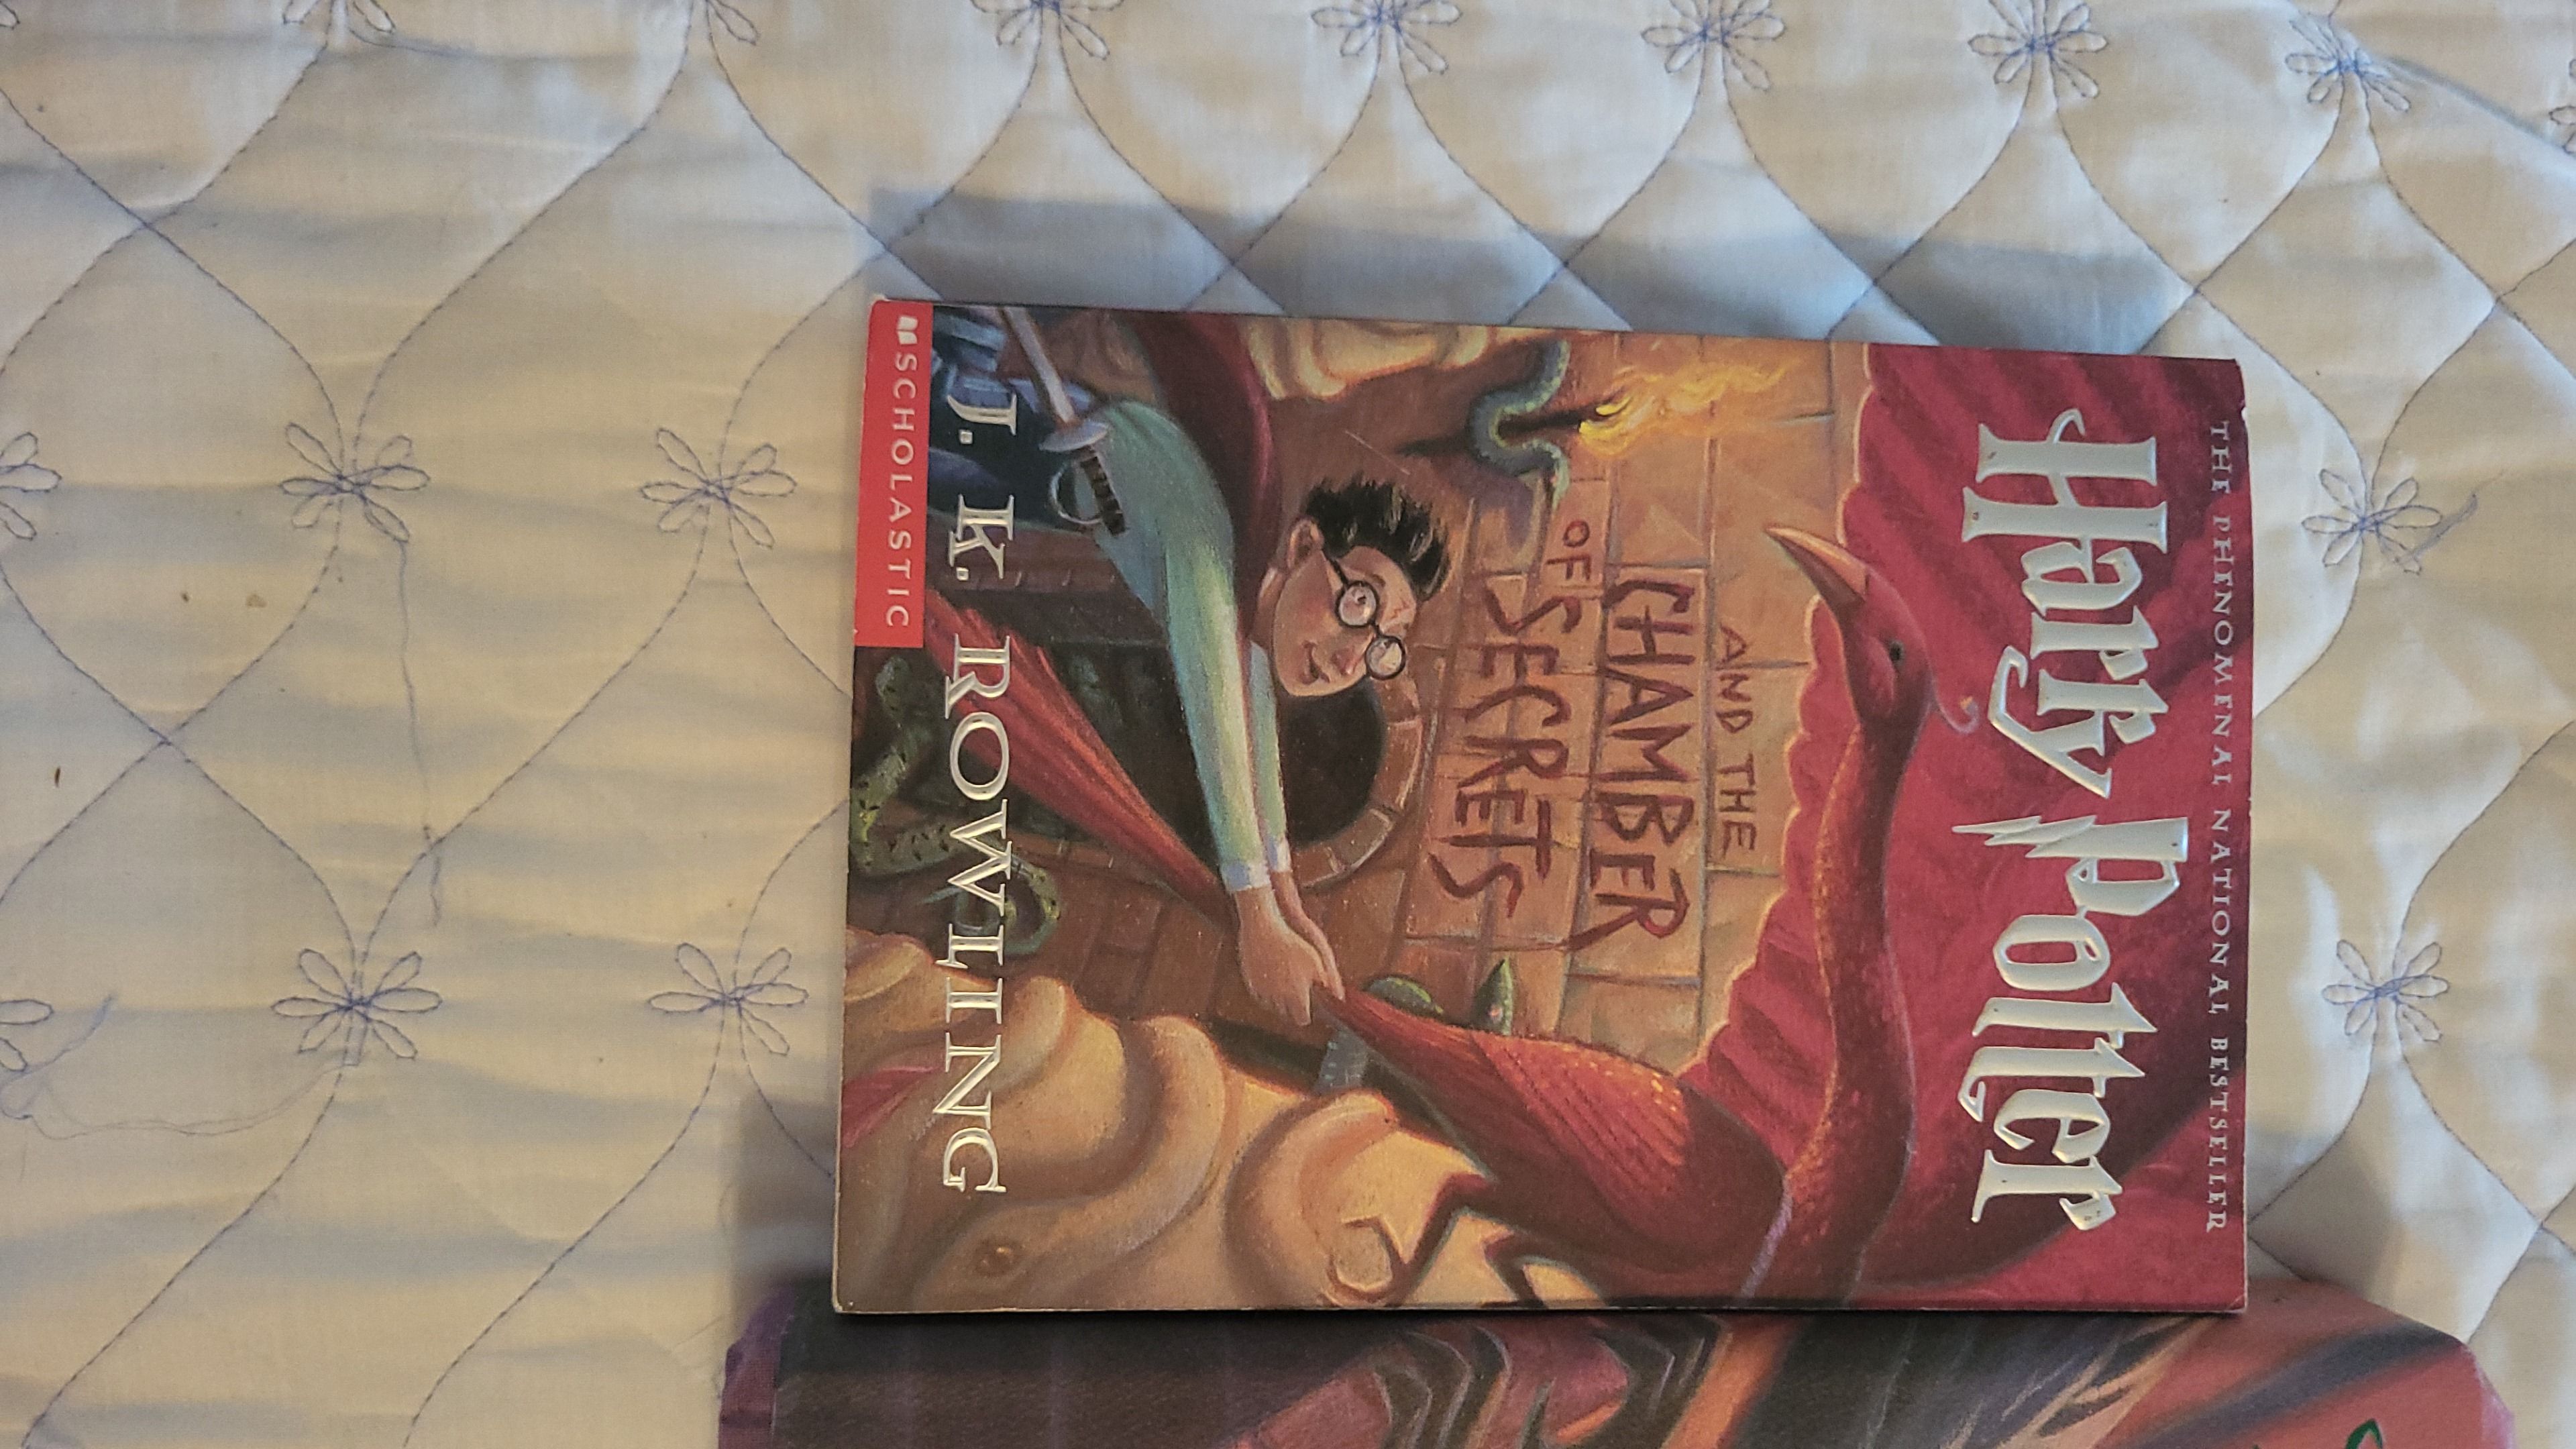 THE PHENOMENAL NATIONAL BESTSELLER
Harry Potter
AND THE
CHAMBER
OF SECRETS
J. K. ROWLING
SCHOLASTIC